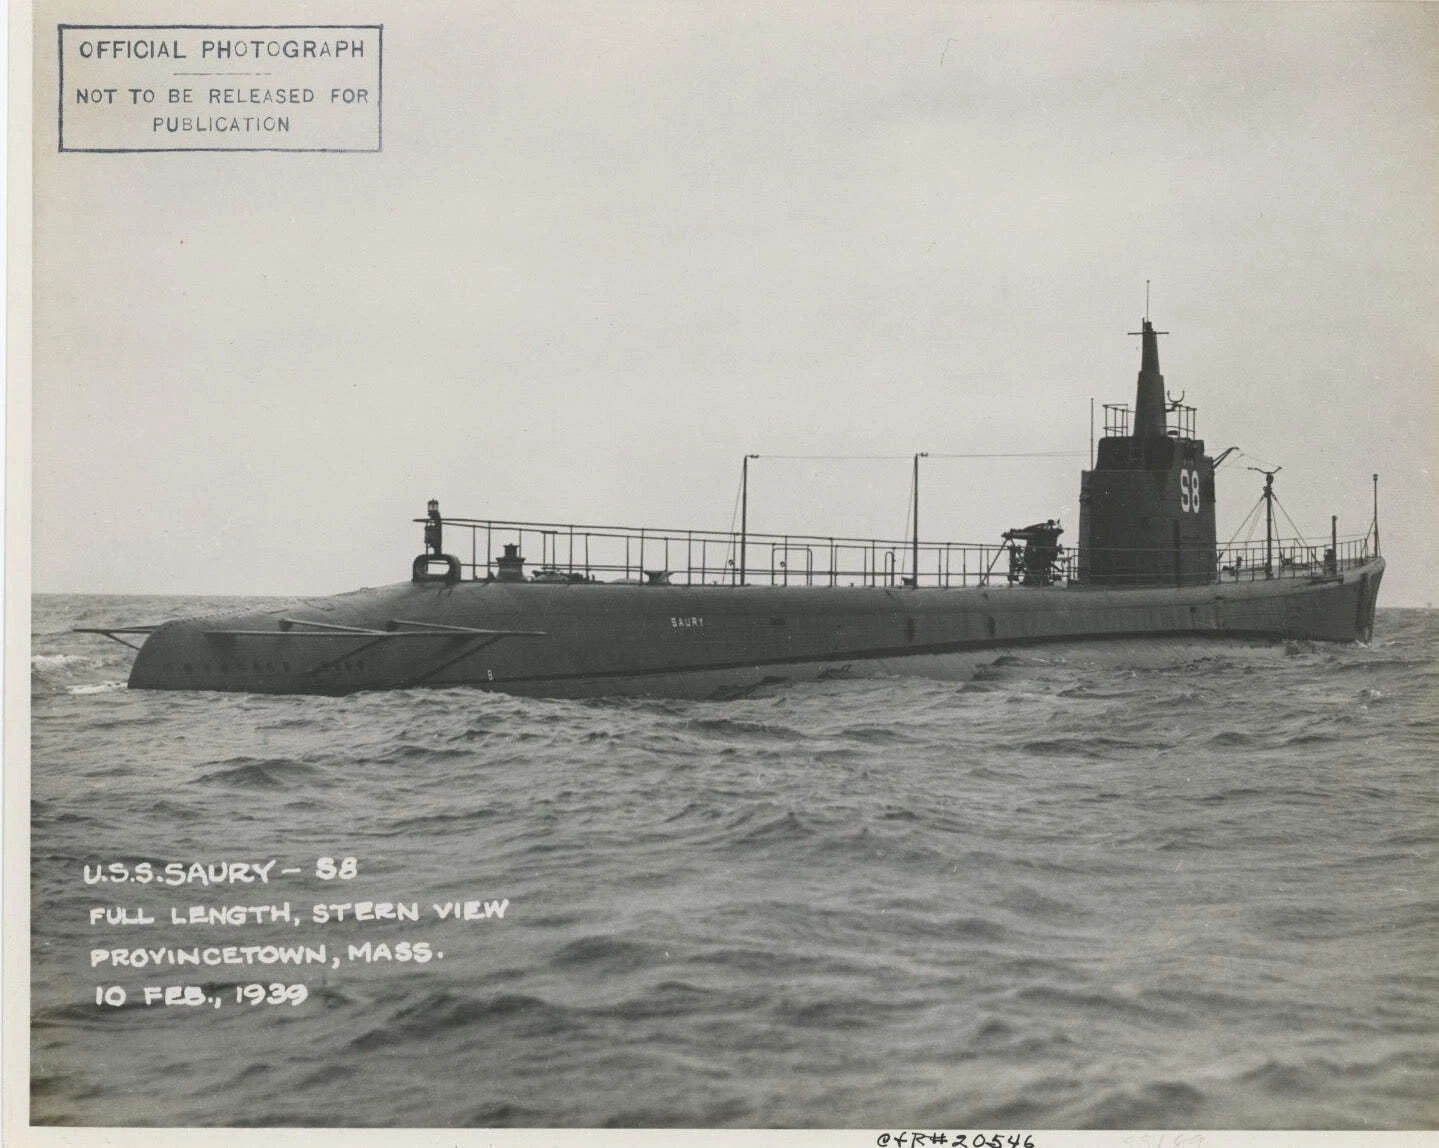 OFFICIAL PHOTOGRAPH
NOT TO BE RELEASED FOR
PUBLICATION
S8
SAURY
8
U.S.S. SAURY – S8
FULL LENGTH, STERN VIEW
PROVINCETOWN, MASS.
10 FEB., 1939
C&R#20546